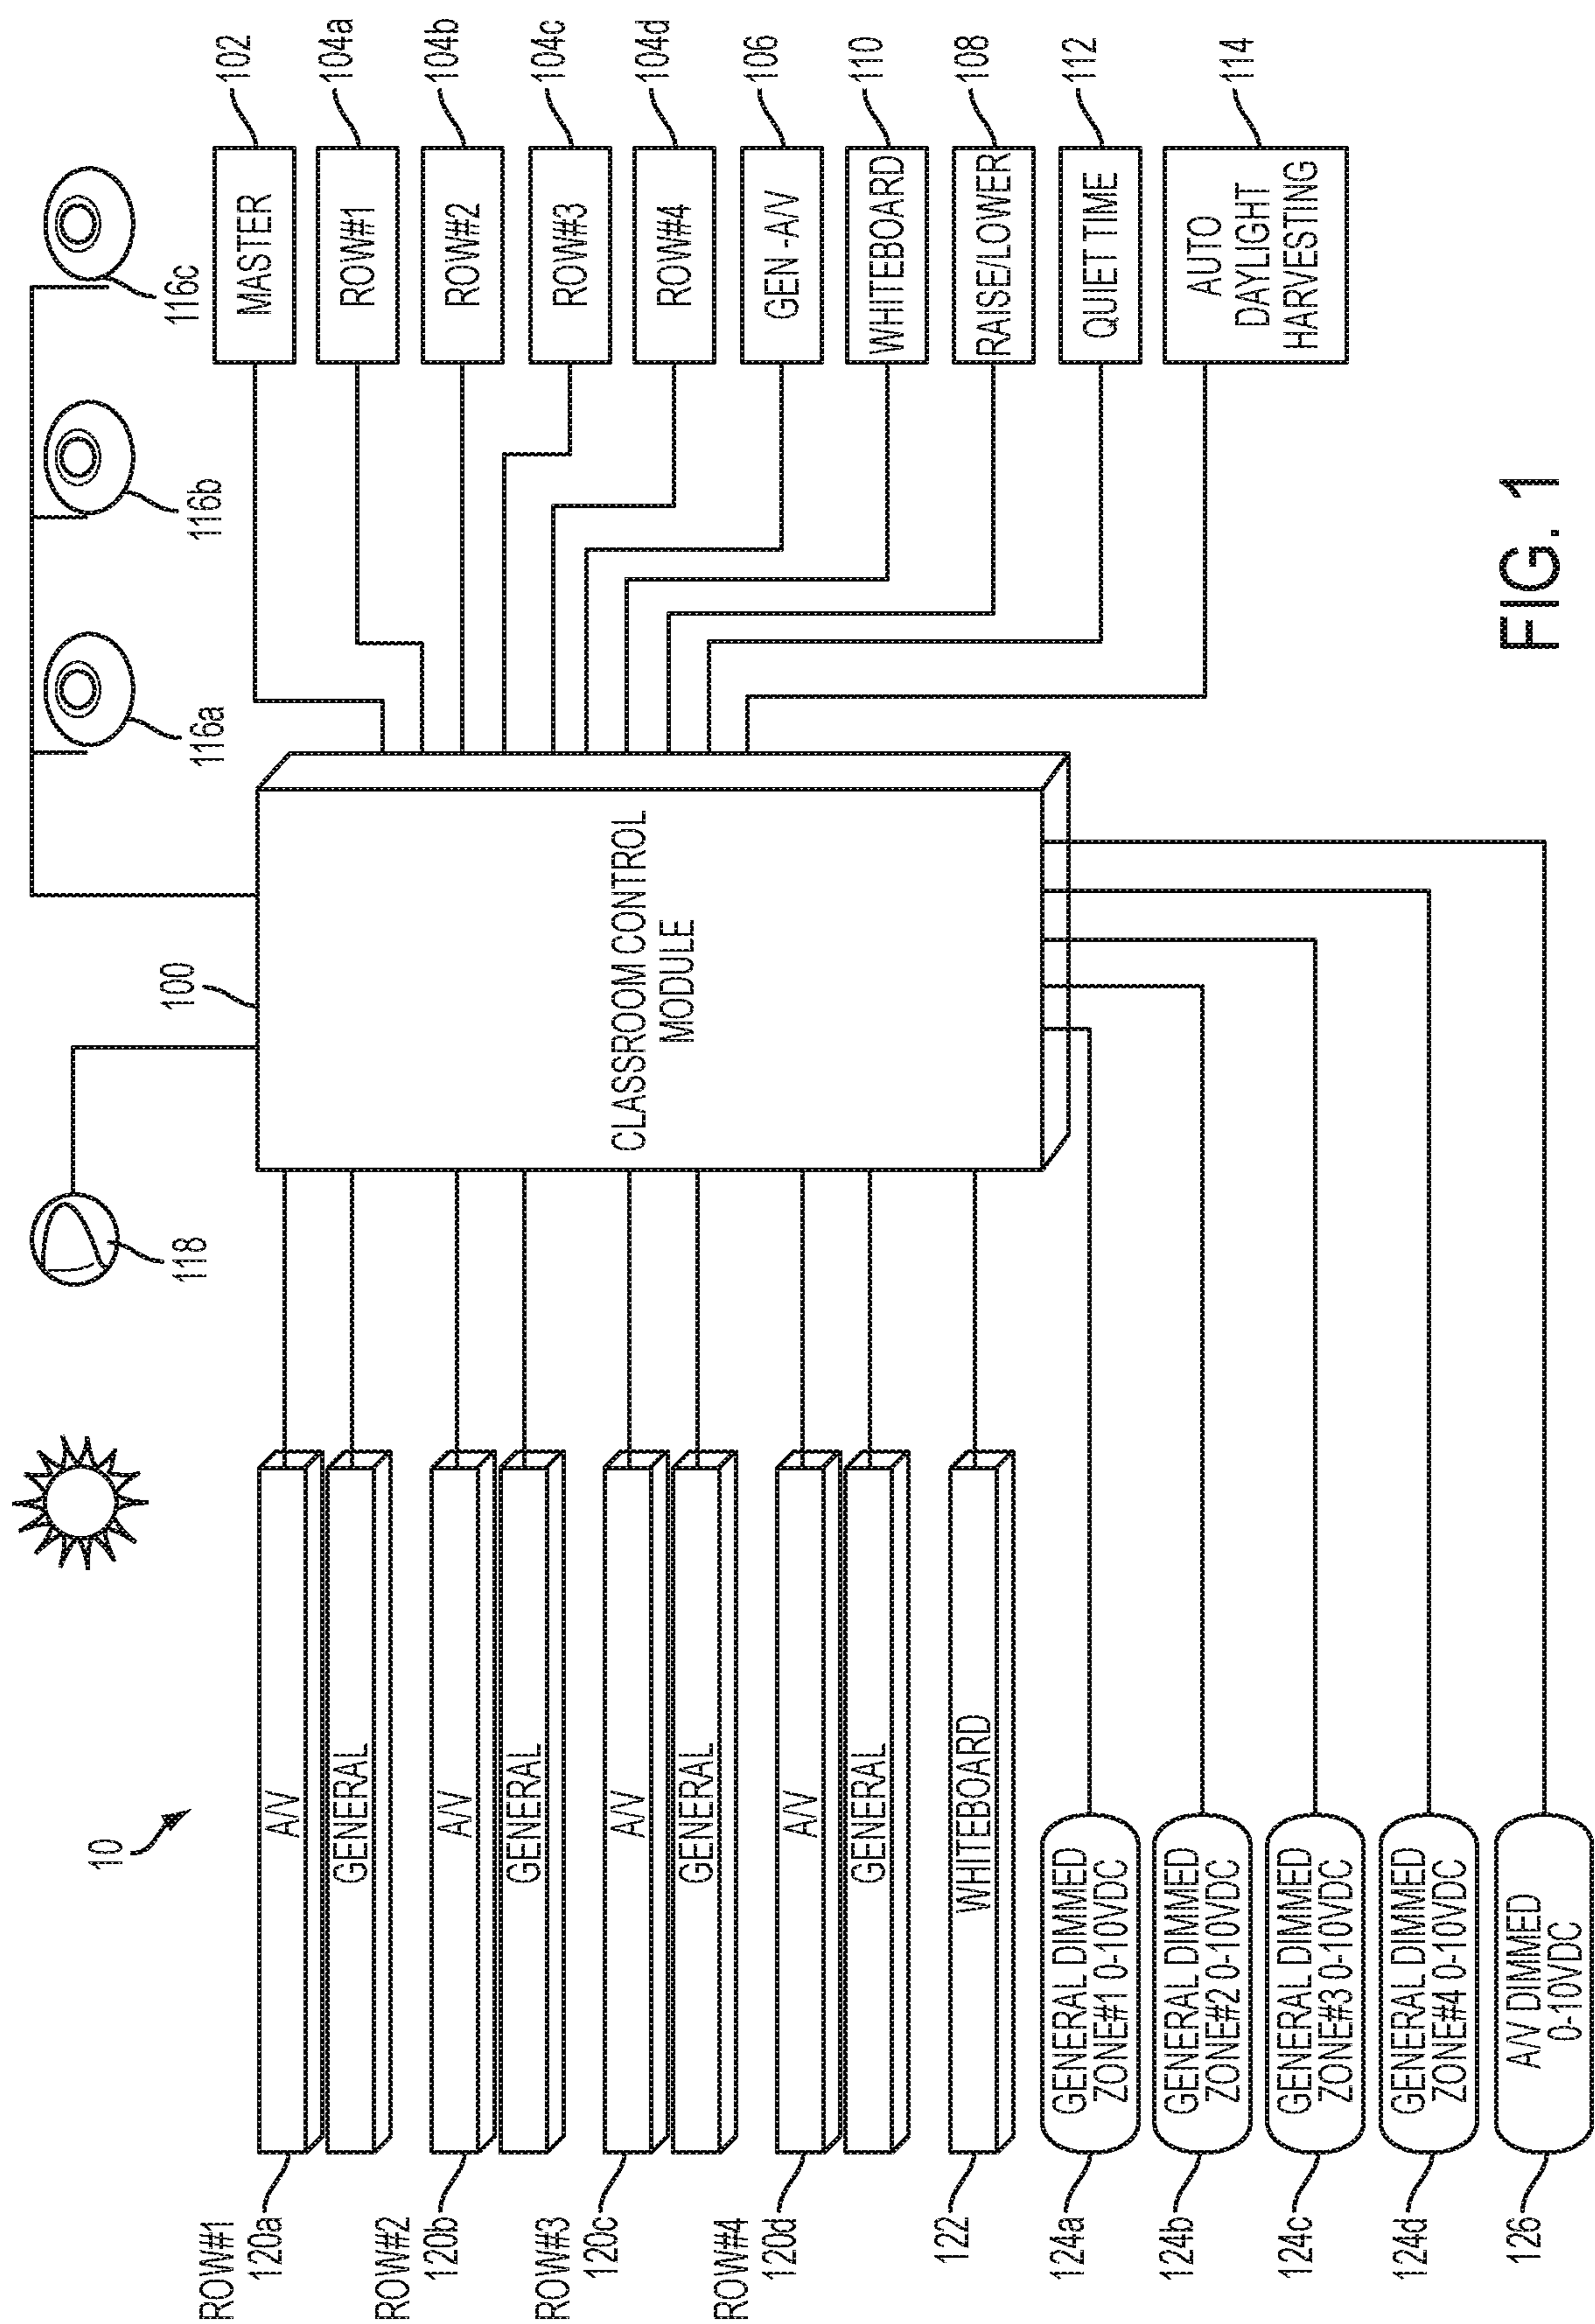 10
118
100
116a
116b
116c
ROW#1
120a
A/V
GENERAL
ROW#2
120b
A/V
GENERAL
ROW#3
120c
A/V
GENERAL
ROW#4
120d
A/V
GENERAL
122
WHITEBOARD
124a
GENERAL DIMMED
ZONE#1 0-10VDC
124b
GENERAL DIMMED
ZONE#2 0-10VDC
124c
GENERAL DIMMED
ZONE#3 0-10VDC
124d
GENERAL DIMMED
ZONE#4 0-10VDC
126
A/V DIMMED
0-10VDC
CLASSROOM CONTROL
MODULE
MASTER
102
ROW#1
104a
ROW#2
104b
ROW#3
104c
ROW#4
104d
GEN -A/V
106
WHITEBOARD
110
RAISE/LOWER
108
QUIET TIME
112
AUTO
DAYLIGHT
HARVESTING
114
FIG. 1